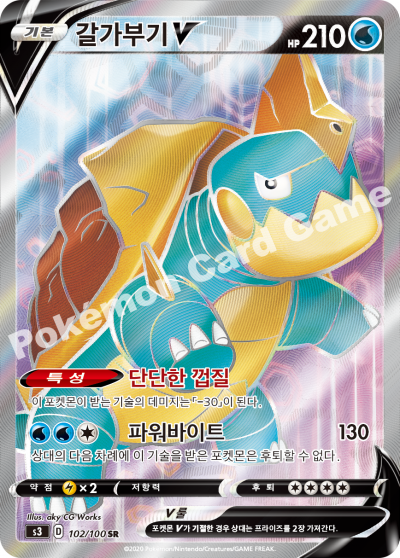 기본 갈가부기V HP 210
Pokémon Card Game
특성 단단한 껍질
이 포켓몬이 받는 기술의 데미지는「-30」이 된다.
파워바이트 130
상대의 다음 차례에 이 기술을 받은 포켓몬은 후퇴할 수 없다.
약점 ×2 저항력 후퇴
Illus. aky CG Works
V룰
s3 D 102/100 SR
포켓몬 V가 기절한 경우 상대는 프라이즈를 2장 가져간다.
©2020 Pokémon/Nintendo/Creatures/GAME FREAK.